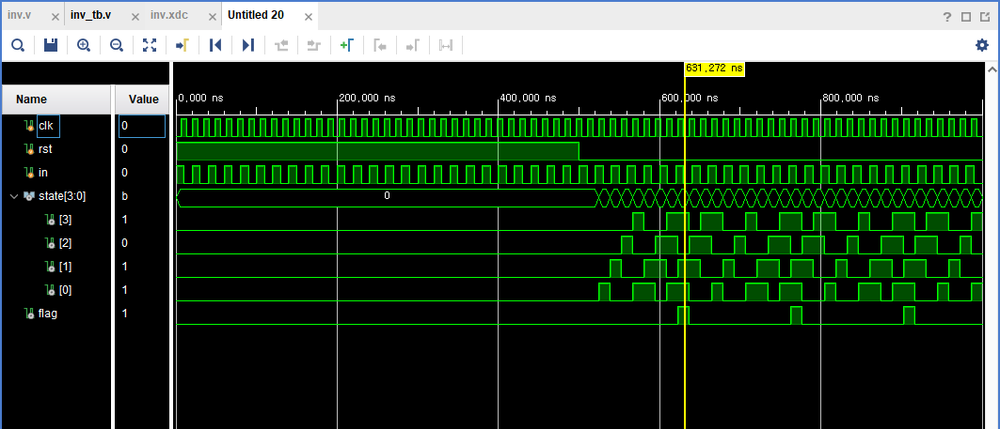 inv.v × inv_tb.v × inv.xdc × Untitled 20 ×
?
631,272 ns
Name Value
0,000 ns 200,000 ns 400,000 ns 600,000 ns 800,000 ns
clk 0
rst 0
in 0
state[3:0] b 0
[3] 1
[2] 0
[1] 1
[0] 1
flag 1